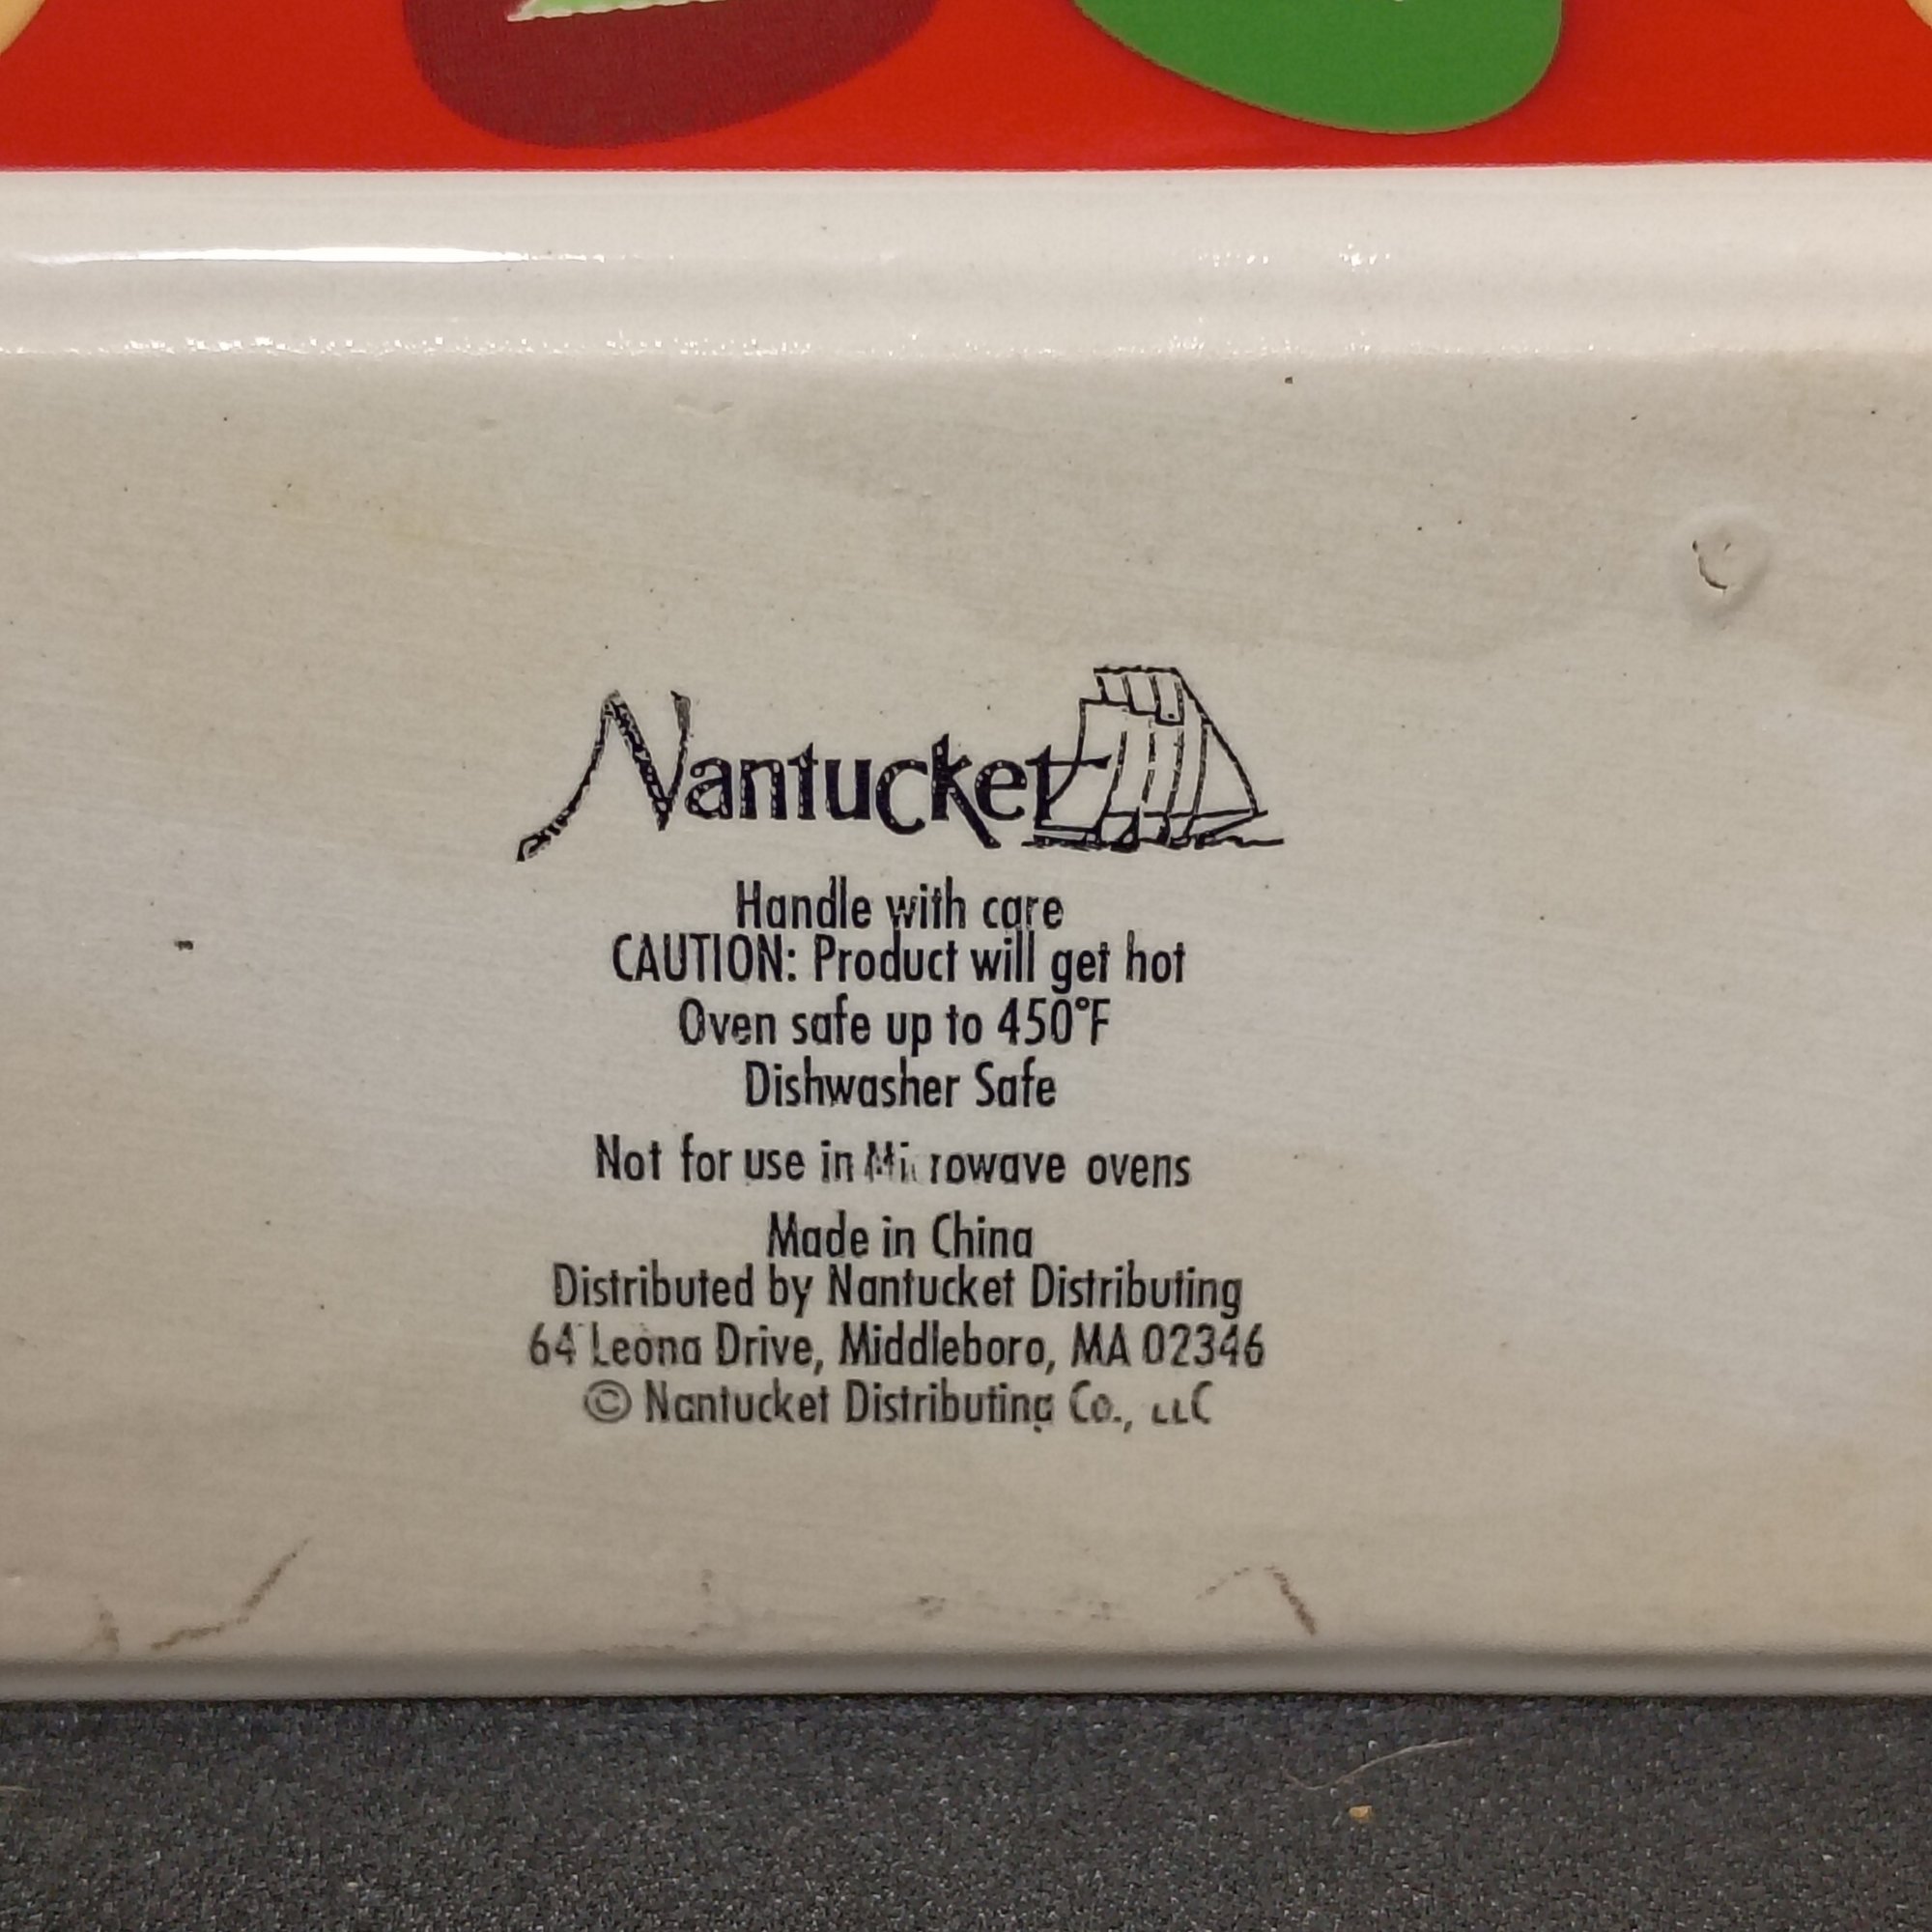 Nantucket
Handle with care
CAUTION: Product will get hot
Oven safe up to 450°F
Dishwasher Safe
Not for use in Microwave ovens
Made in China
Distributed by Nantucket Distributing
64 Leona Drive, Middleboro, MA 02346
© Nantucket Distributing Co., LLC